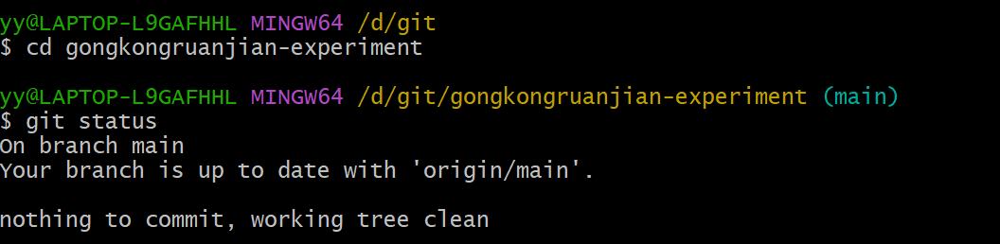 yy@LAPTOP-L9GAFHHL MINGW64 /d/git
$ cd gongkongruanjian-experiment
yy@LAPTOP-L9GAFHHL MINGW64 /d/git/gongkongruanjian-experiment (main)
$ git status
On branch main
Your branch is up to date with 'origin/main'.
nothing to commit, working tree clean